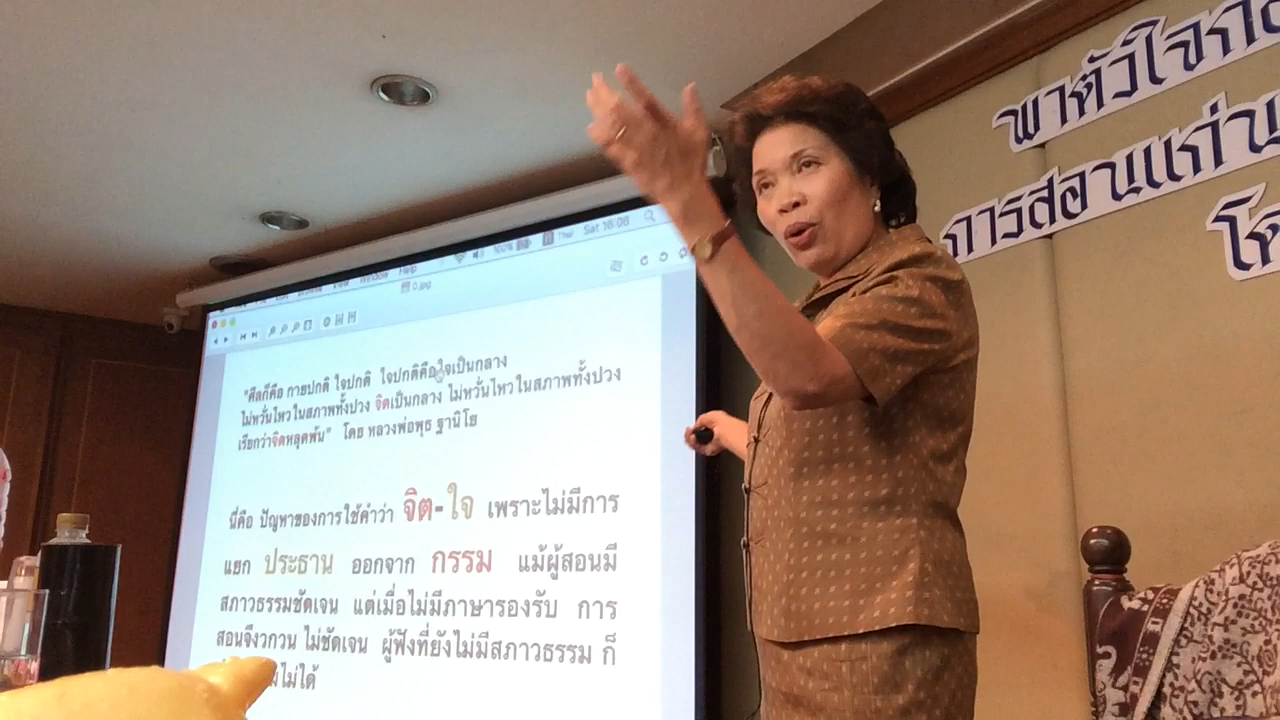 พาตัวใจกล
การสอนแก่น
โด
Window Help
100%
Thai Sat 16:08
0.jpg
"ศีลก็คือ กายปกติ ใจปกติ ใจปกติคือใจเป็นกลาง
ไม่หวั่นไหวในสภาพทั้งปวง จิตเป็นกลาง ไม่หวั่นไหวในสภาพทั้งปวง
เรียกว่าจิตหลุดพ้น" โดย หลวงพ่อพุธ ฐานิโย
นี่คือ ปัญหาของการใช้คำว่า จิต-ใจ เพราะไม่มีการ
แยก ประธาน ออกจาก กรรม แม้ผู้สอนมี
สภาวธรรมชัดเจน แต่เมื่อไม่มีภาษารองรับ การ
สอนจึงวกวน ไม่ชัดเจน ผู้ฟังที่ยังไม่มีสภาวธรรม ก็
ไม่ได้